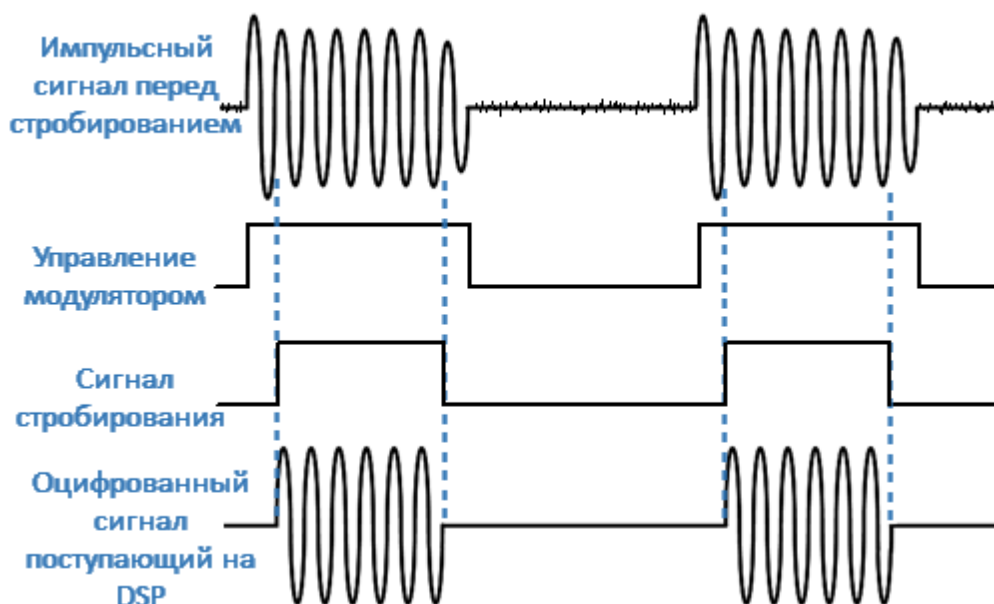 Импульсный
сигнал перед
стробированием
Управление
модулятором
Сигнал
стробирования
Оцифрованный
сигнал
поступающий на
DSP